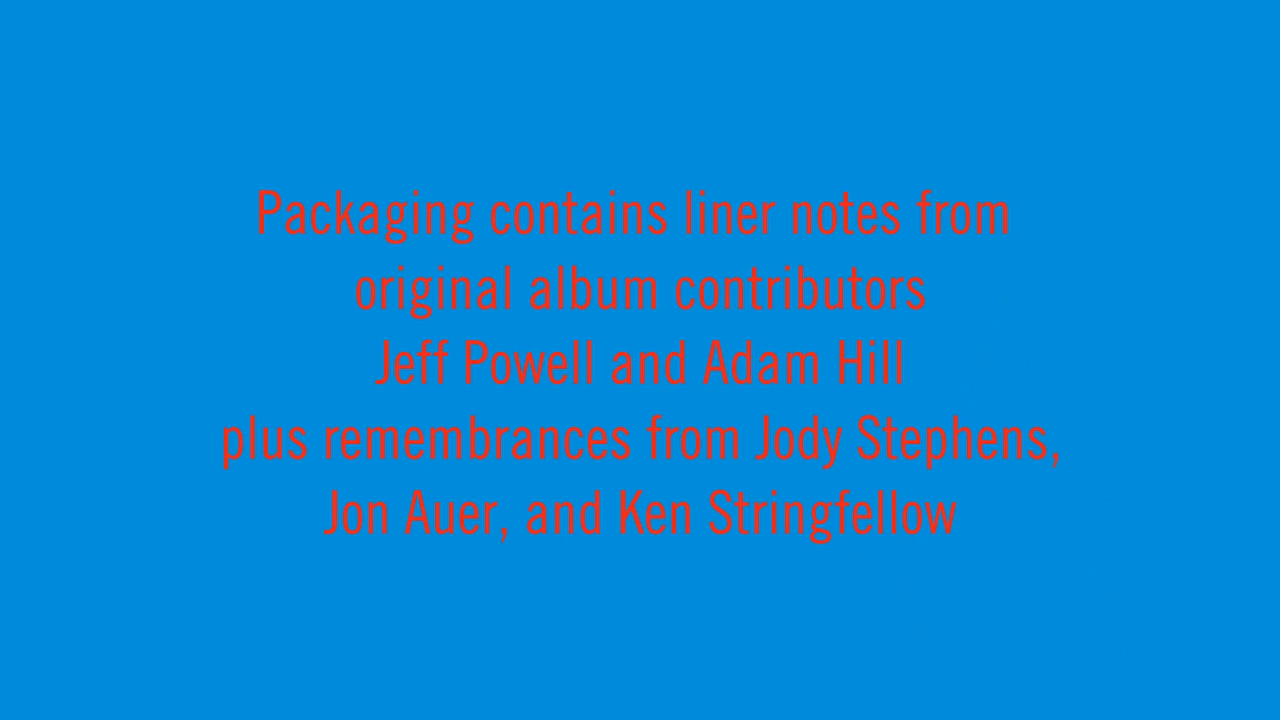 Packaging contains liner notes from
original album contributors
Jeff Powell and Adam Hill
plus remembrances from Jody Stephens,
Jon Auer, and Ken Stringfellow